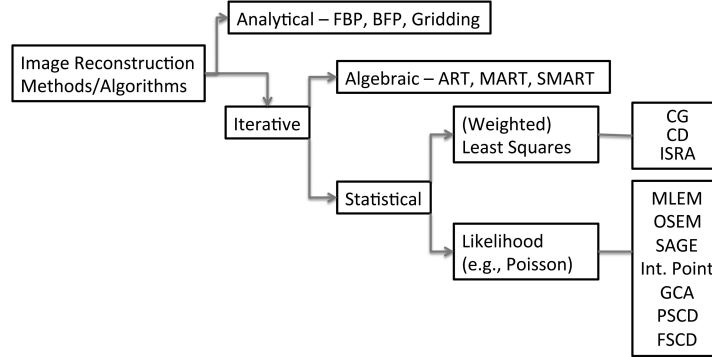 Analytical – FBP, BFP, Gridding
Image Reconstruction
Methods/Algorithms
Algebraic – ART, MART, SMART
Iterative
(Weighted)
Least Squares
CG
CD
ISRA
Statistical
Likelihood
(e.g., Poisson)
MLEM
OSEM
SAGE
Int. Point
GCA
PSCD
FSCD